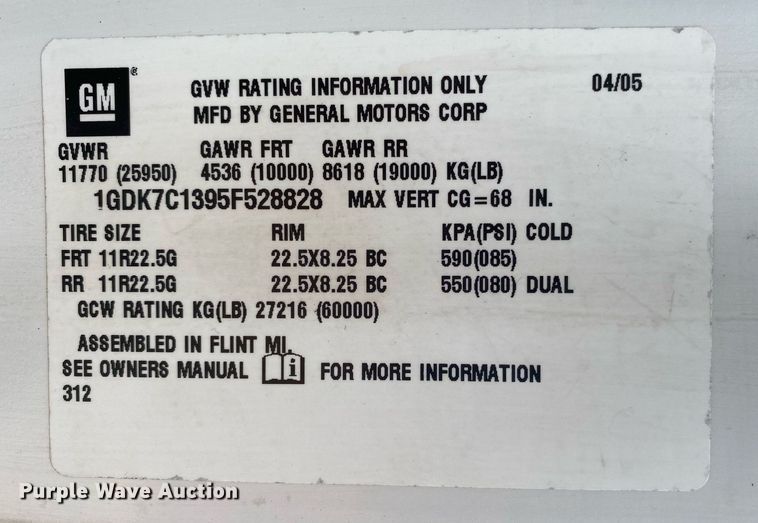 GM ®
GVW RATING INFORMATION ONLY 04/05
MFD BY GENERAL MOTORS CORP
GVWR GAWR FRT GAWR RR
11770 (25950) 4536 (10000) 8618 (19000) KG(LB)
1GDK7C1395F528828 MAX VERT CG=68 IN.
TIRE SIZE RIM KPA(PSI) COLD
FRT 11R22.5G 22.5X8.25 BC 590(085)
RR 11R22.5G 22.5X8.25 BC 550(080) DUAL
GCW RATING KG(LB) 27216 (60000)
ASSEMBLED IN FLINT MI.
SEE OWNERS MANUAL i FOR MORE INFORMATION
312
Purple Wave Auction